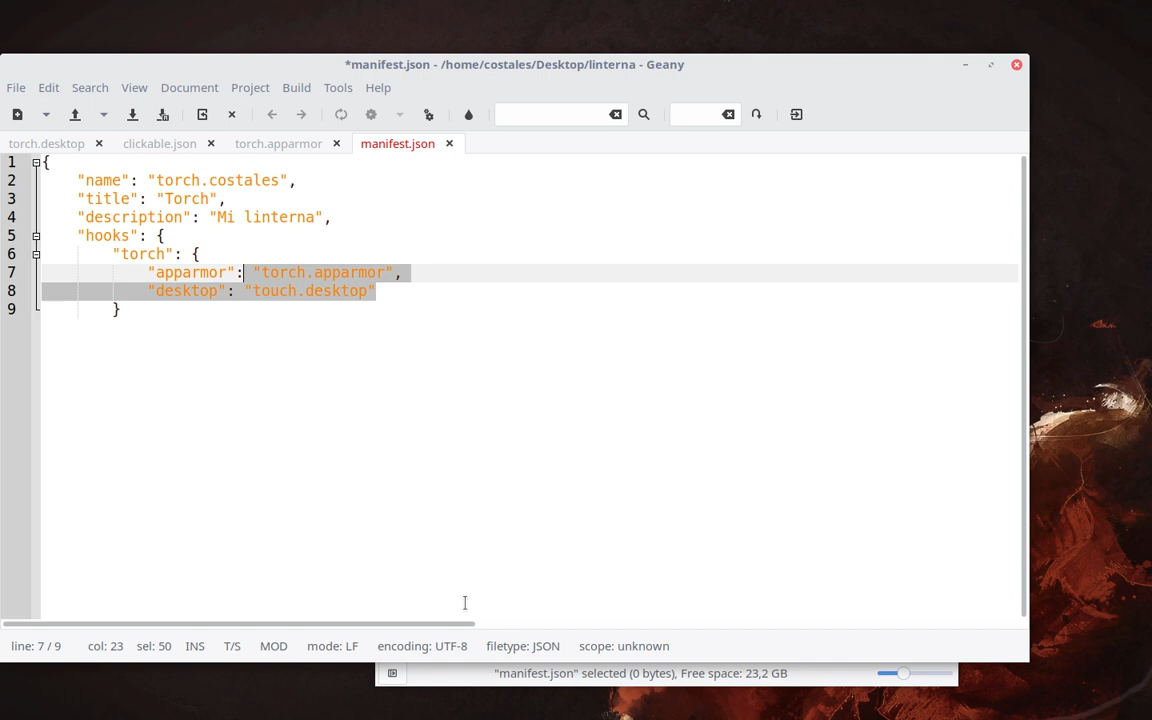 *manifest.json - /home/costales/Desktop/linterna - Geany
File Edit Search View Document Project Build Tools Help
torch.desktop clickable.json torch.apparmor manifest.json
1 {
2 "name": "torch.costales",
3 "title": "Torch",
4 "description": "Mi linterna",
5 "hooks": {
6 "torch": {
7 "apparmor": "torch.apparmor",
8 "desktop": "touch.desktop"
9 }
line: 7 / 9 col: 23 sel: 50 INS T/S MOD mode: LF encoding: UTF-8 filetype: JSON scope: unknown
"manifest.json" selected (0 bytes), Free space: 23,2 GB